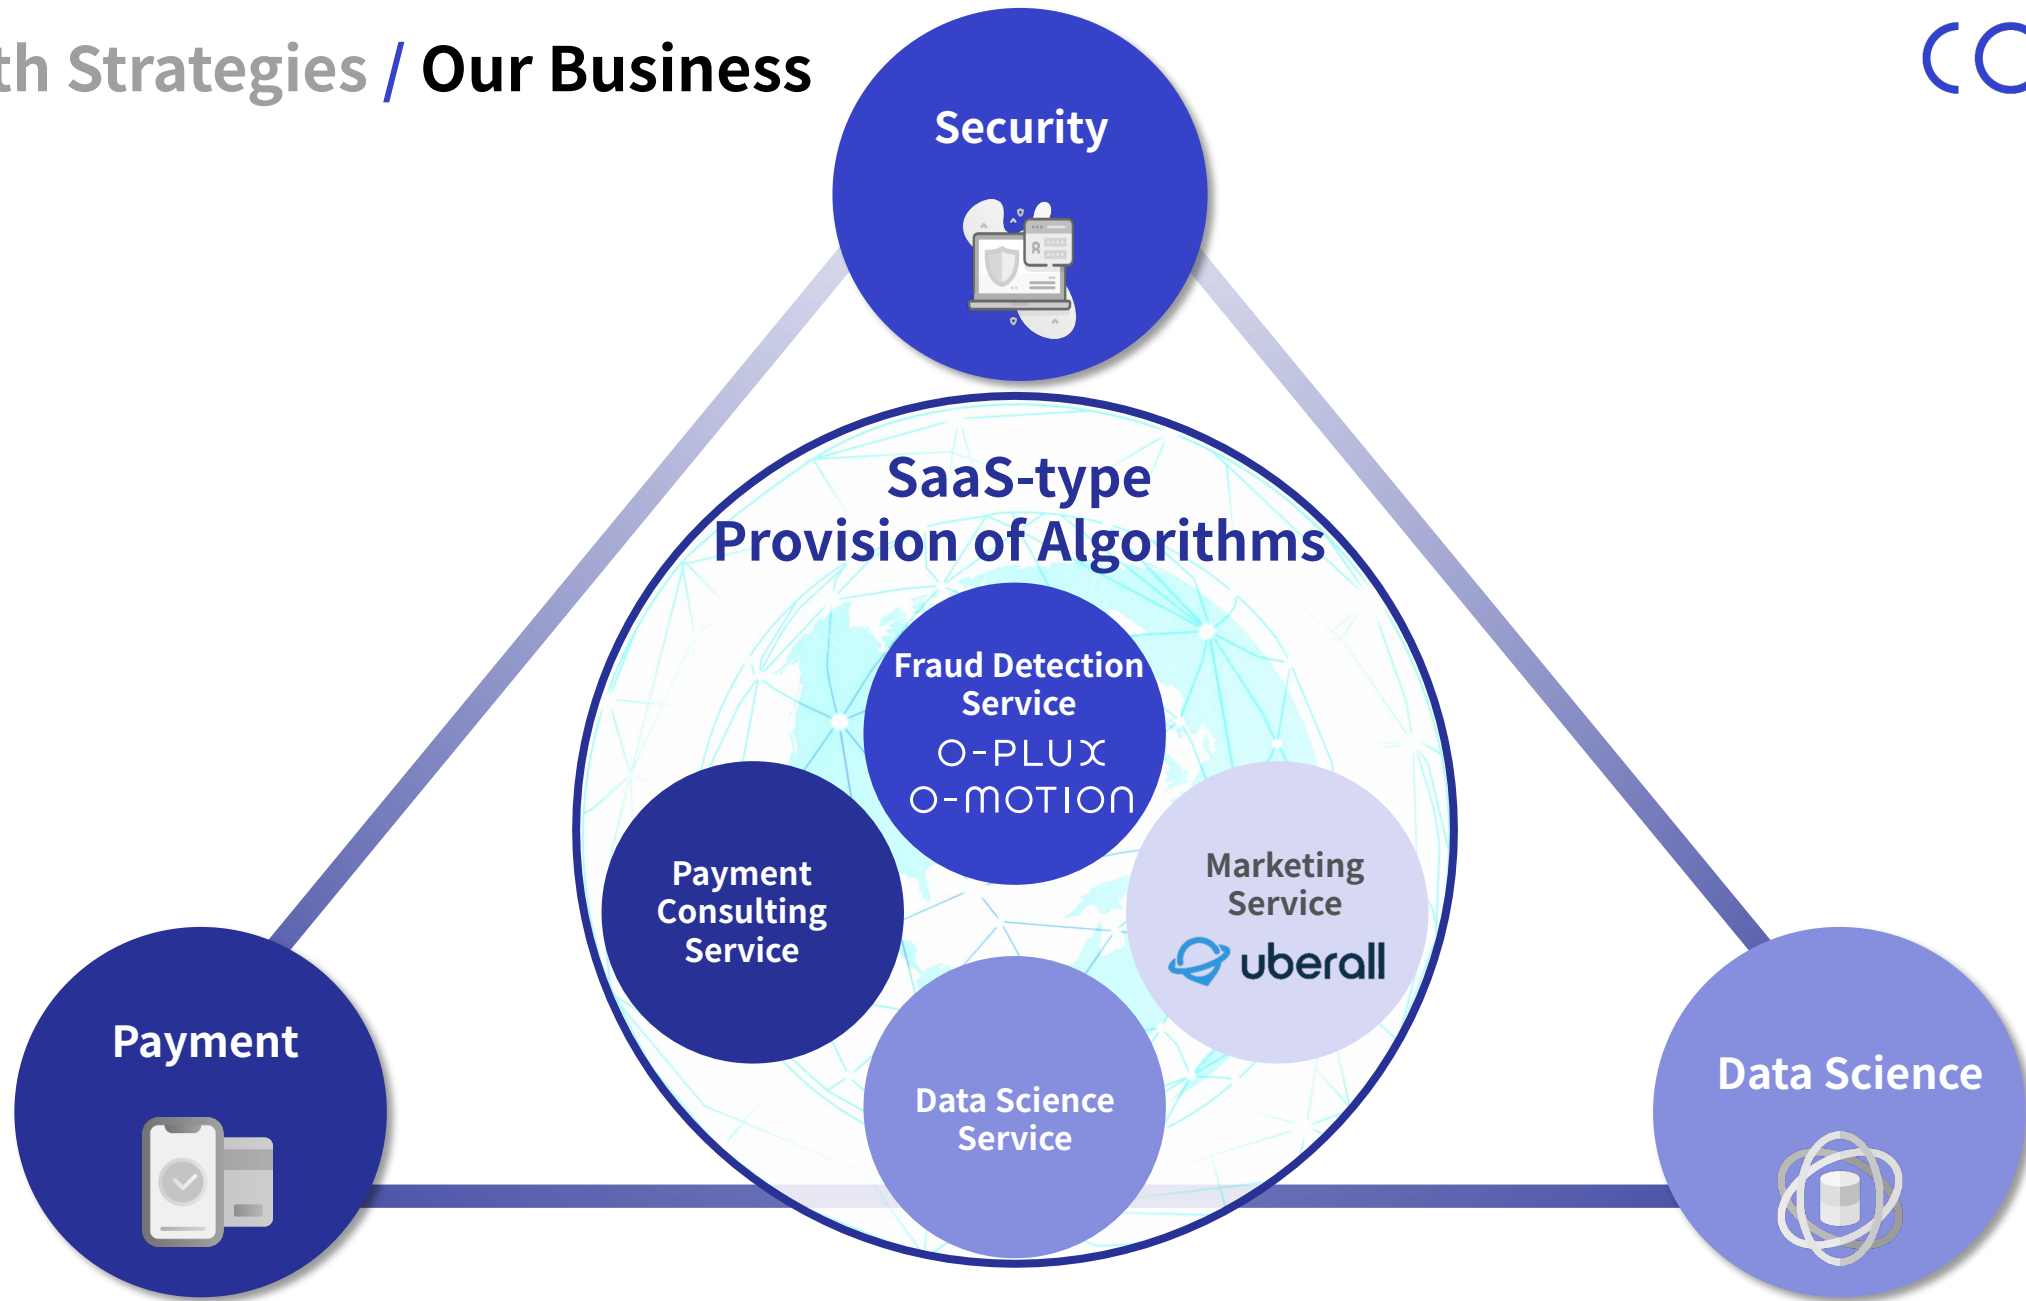 th Strategies / Our Business
Security
SaaS-type
Provision of Algorithms
Fraud Detection
Service
O-PLUX
O-MOTION
Payment
Consulting
Service
Marketing
Service
uberall
Data Science
Service
Payment
Data Science